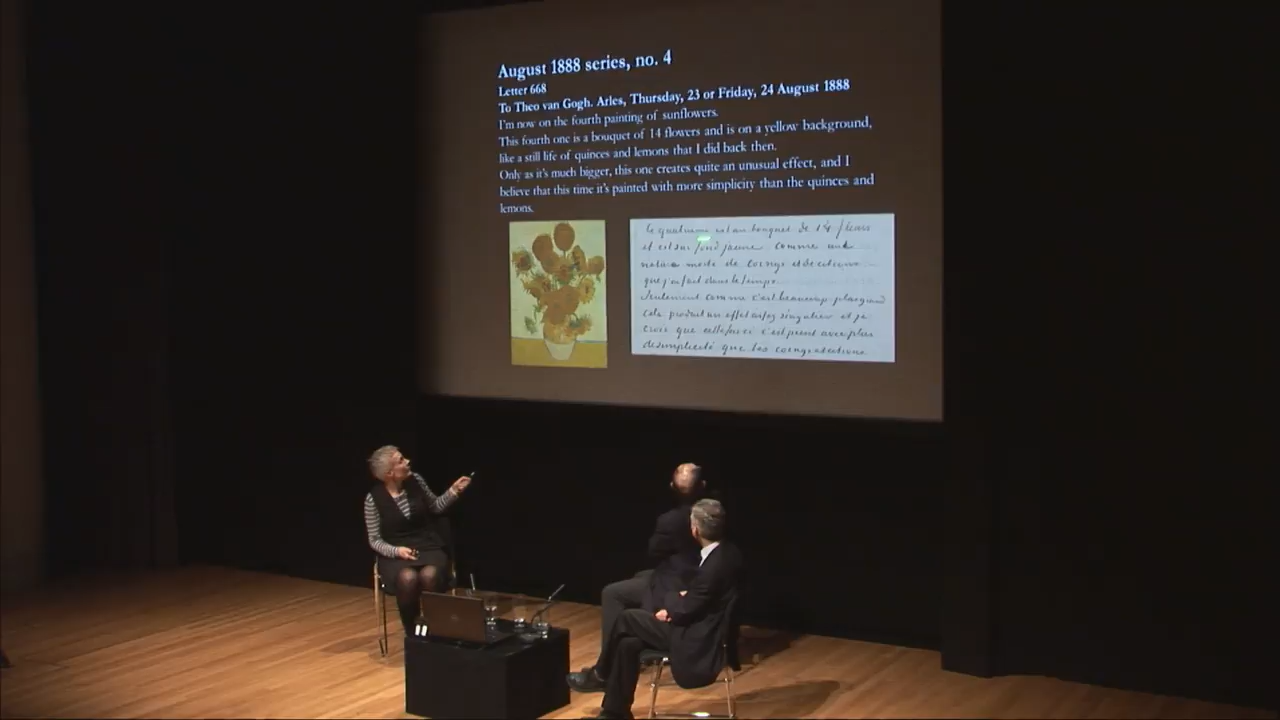 August 1888 series, no. 4
Letter 668
To Theo van Gogh. Arles, Thursday, 23 or Friday, 24 August 1888
I'm now on the fourth painting of sunflowers.
This fourth one is a bouquet of 14 flowers and is on a yellow background,
like a still life of quinces and lemons that I did back then.
Only as it's much bigger, this one creates quite an unusual effect, and I
believe that this time it's painted with more simplicity than the quinces and
lemons.
le quatrième est un bouquet de 14 fleurs
et est sur fond jaune comme une
nature morte de coings et de citrons
que j'ai fait dans le temps
Seulement comme c'est beaucoup plus grand
cela produit un effet assez singulier et je
crois que cette fois ci c'est peint avec plus
de simplicité que les coings et citrons